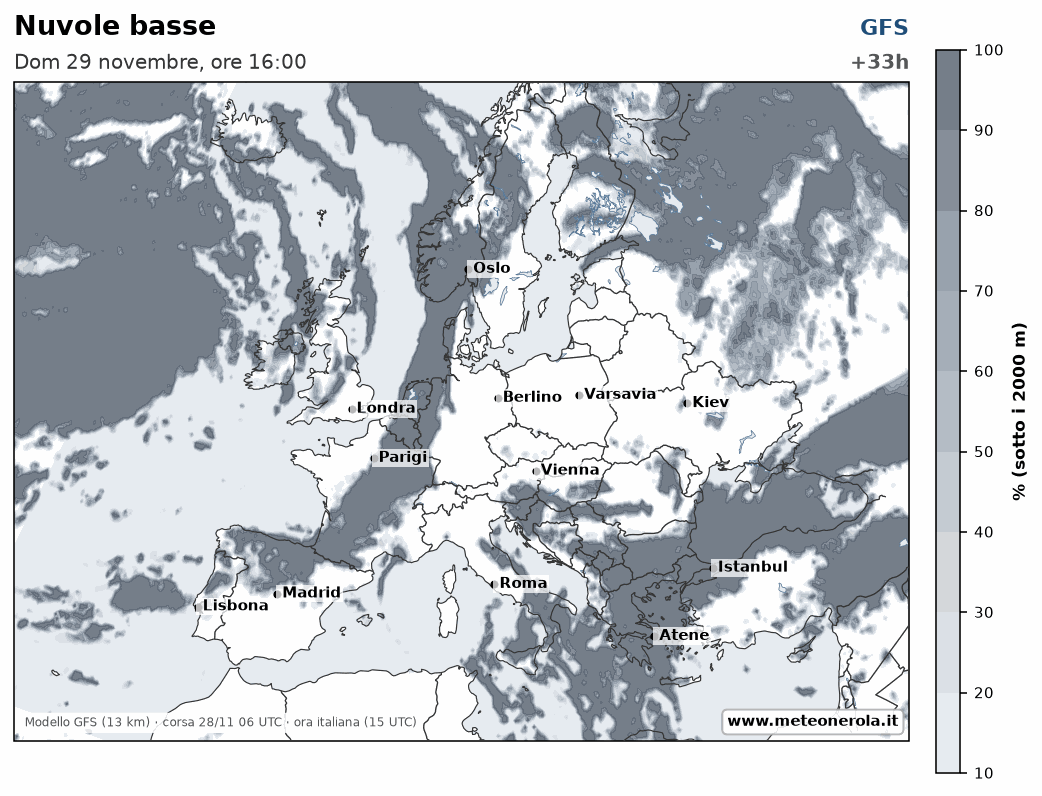 Nuvole basse
GFS
Dom 29 novembre, ore 16:00
+33h
Oslo
Londra
Berlino
Varsavia
Kiev
Parigi
Vienna
Istanbul
Roma
Madrid
Lisbona
Atene
Modello GFS (13 km) · corsa 28/11 06 UTC · ora italiana (15 UTC)
www.meteonerola.it
100
90
80
70
60
50
40
30
20
10
% (sotto i 2000 m)